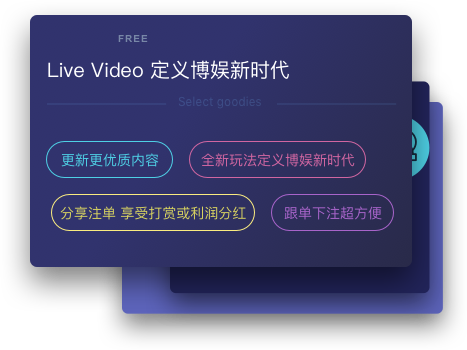 FREE
Live Video 定义博娱新时代
Select goodies
更新更优质内容
全新玩法定义博娱新时代
分享注单 享受打赏或利润分红
跟单下注超方便